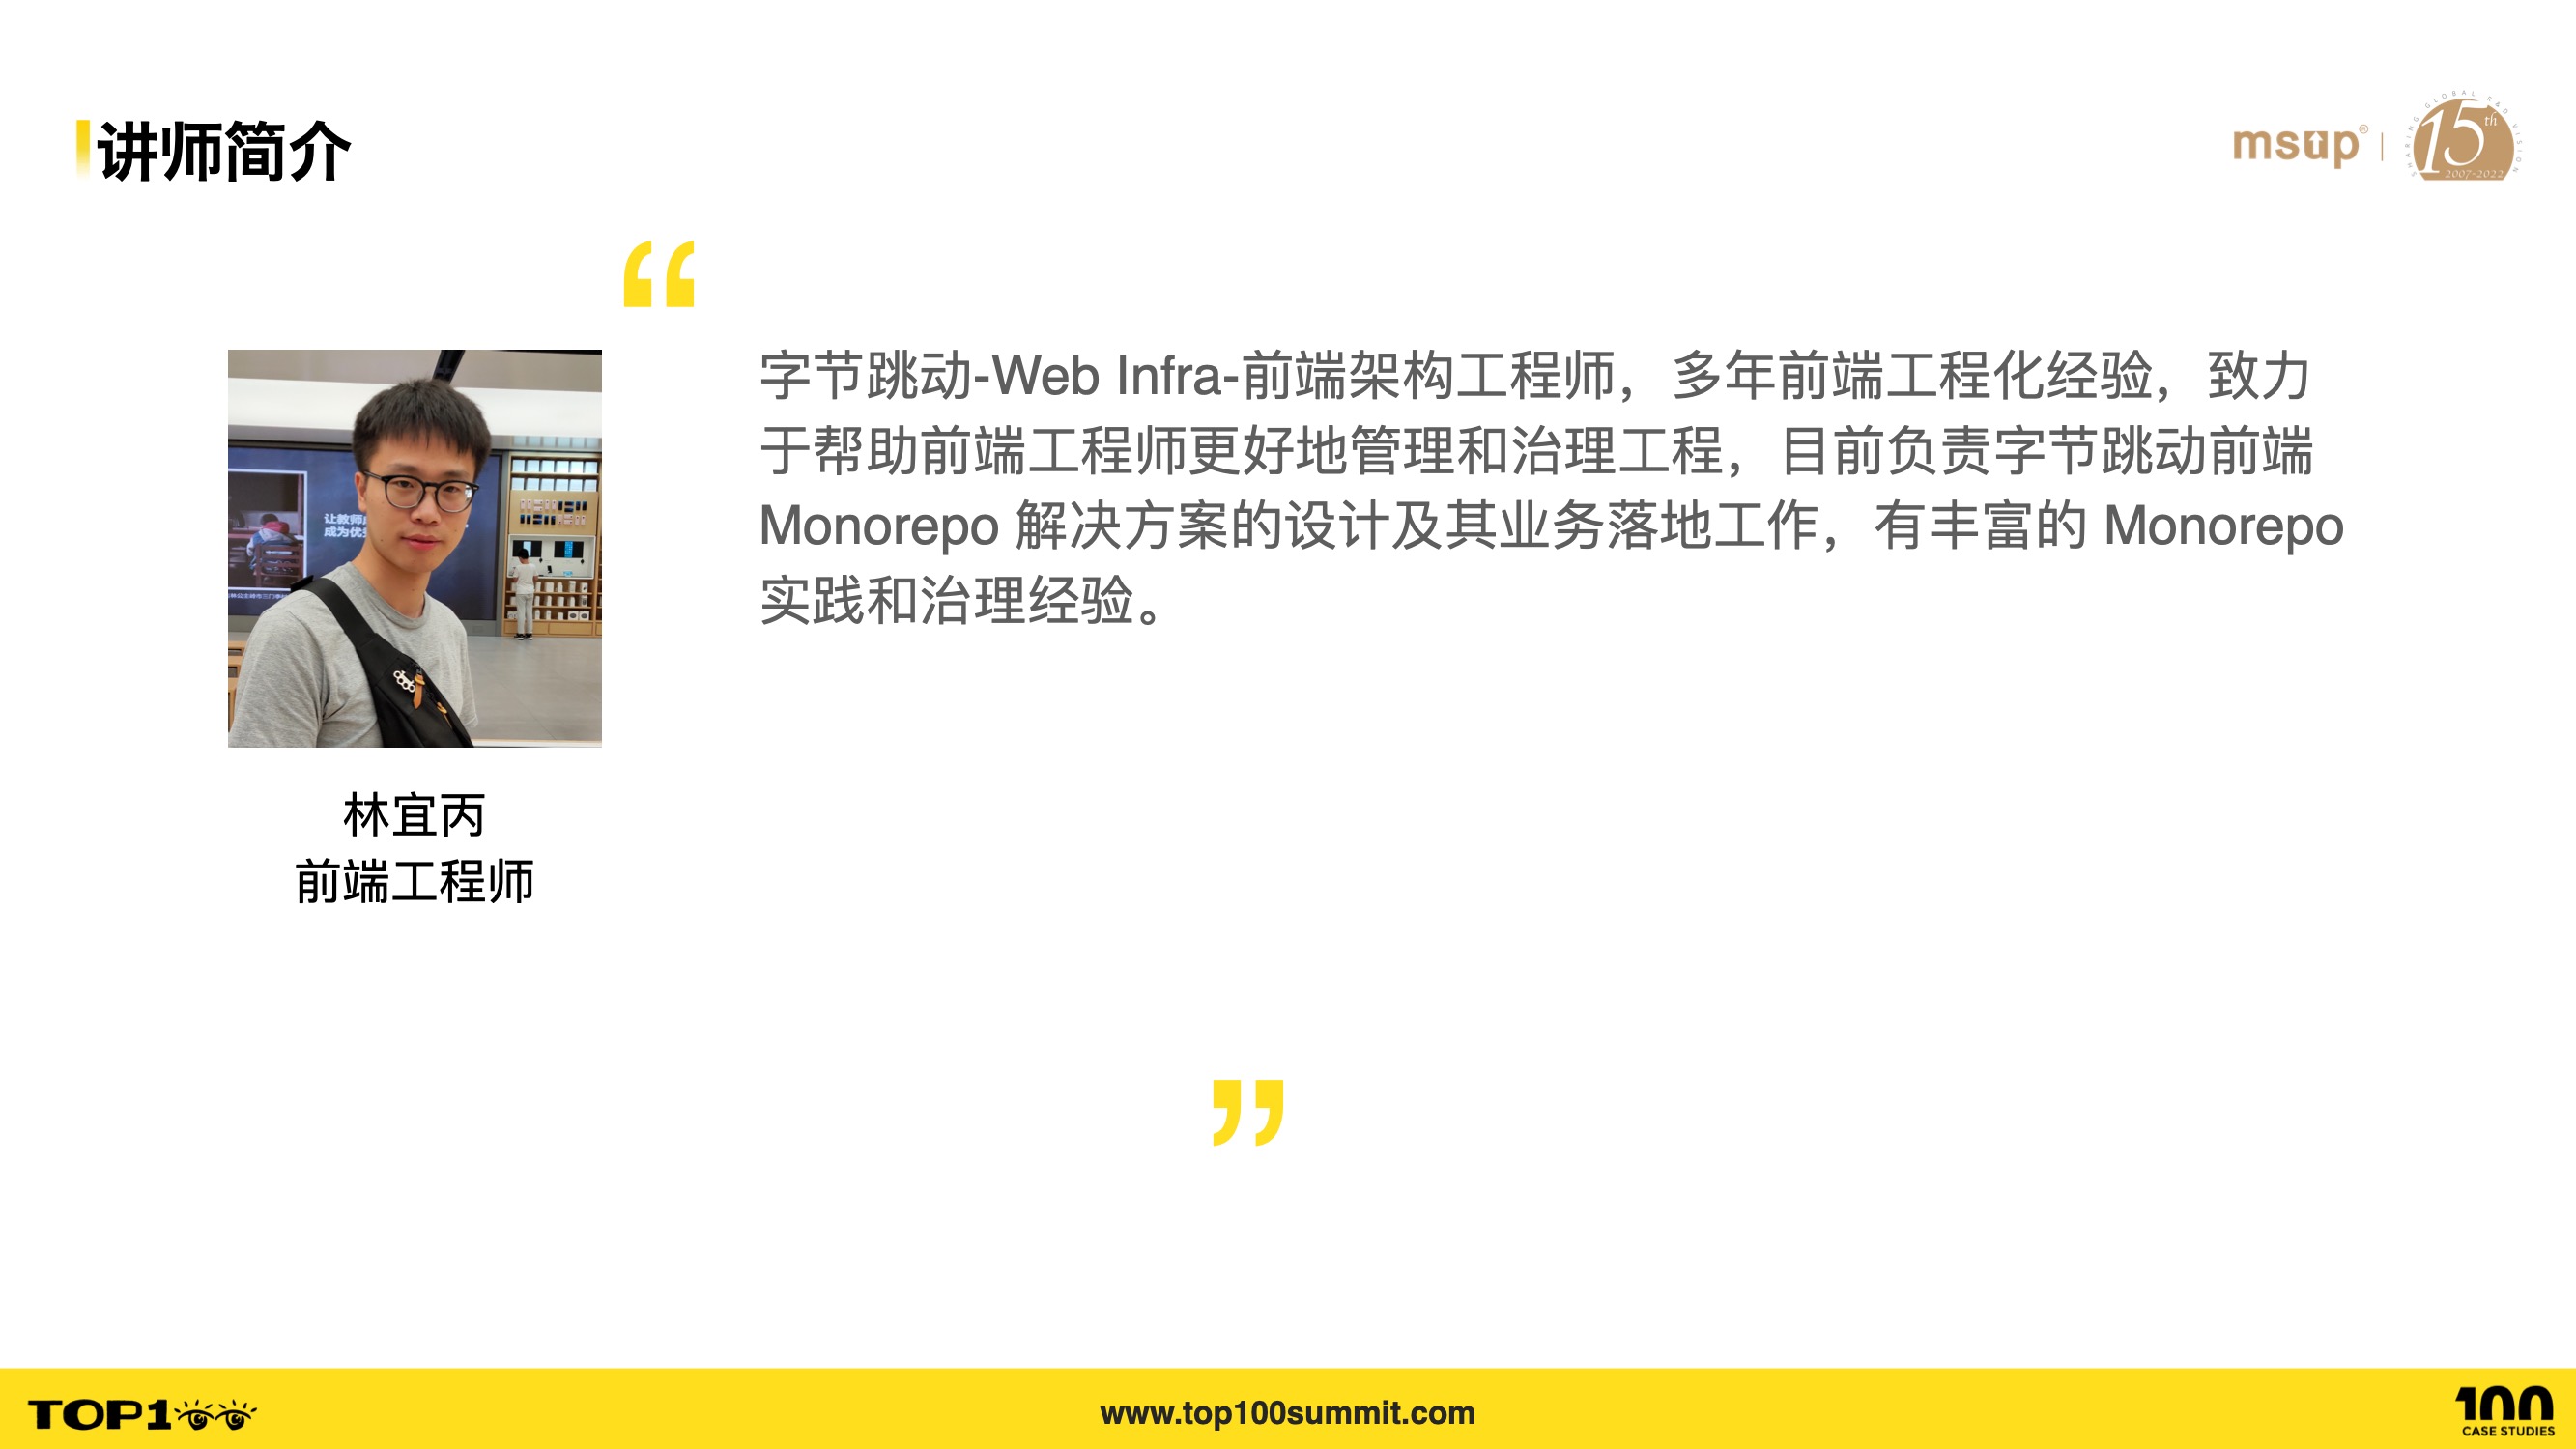 讲师简介
msup®
SHARING GLOBAL R&D VISION
15th
2007-2022
字节跳动-Web Infra-前端架构工程师，多年前端工程化经验，致力
于帮助前端工程师更好地管理和治理工程，目前负责字节跳动前端
Monorepo 解决方案的设计及其业务落地工作，有丰富的 Monorepo
实践和治理经验。
林宜丙
前端工程师
TOP100
www.top100summit.com
100
CASE STUDIES